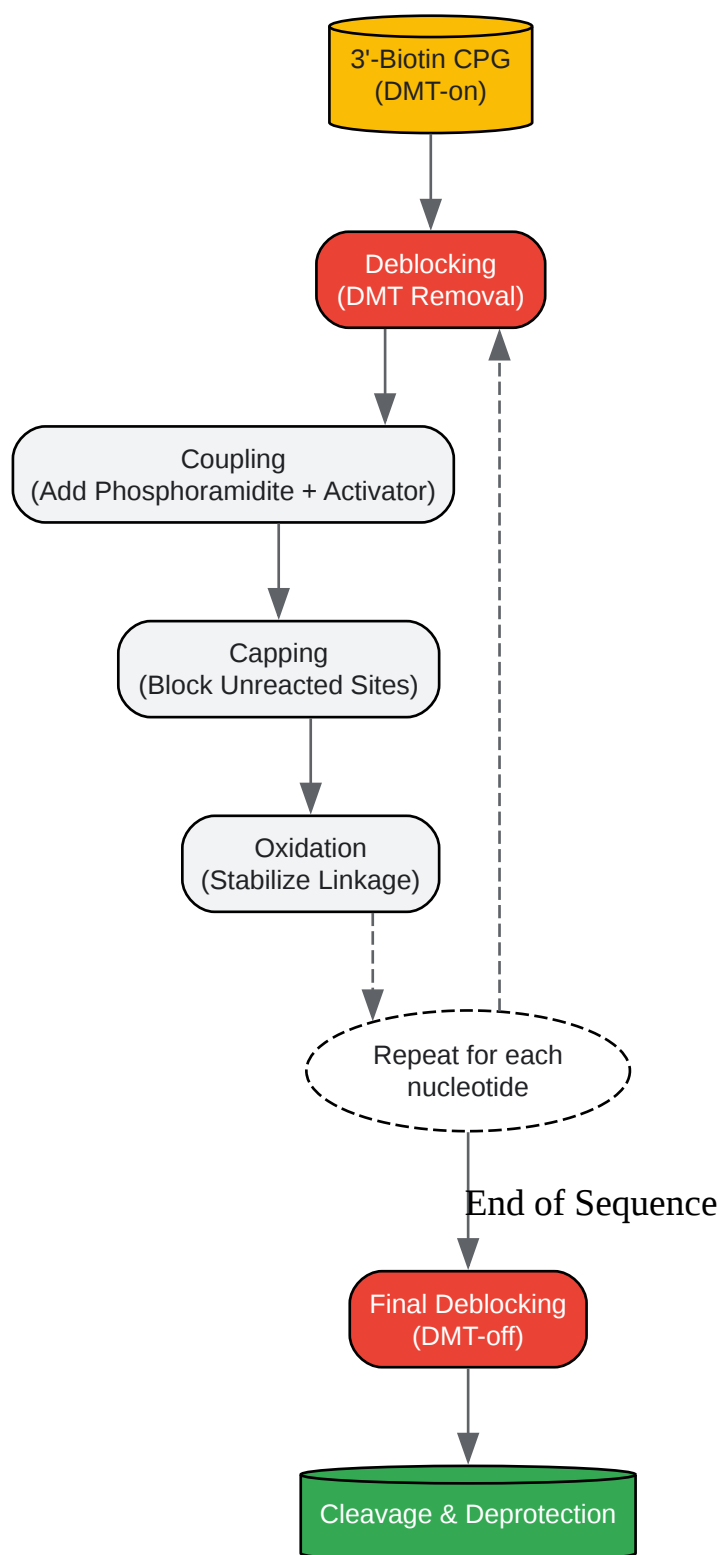 3'-Biotin CPG
(DMT-on)
Deblocking
(DMT Removal)
Coupling
(Add Phosphoramidite + Activator)
Capping
(Block Unreacted Sites)
Oxidation
(Stabilize Linkage)
Repeat for each
nucleotide
End of Sequence
Final Deblocking
(DMT-off)
Cleavage & Deprotection